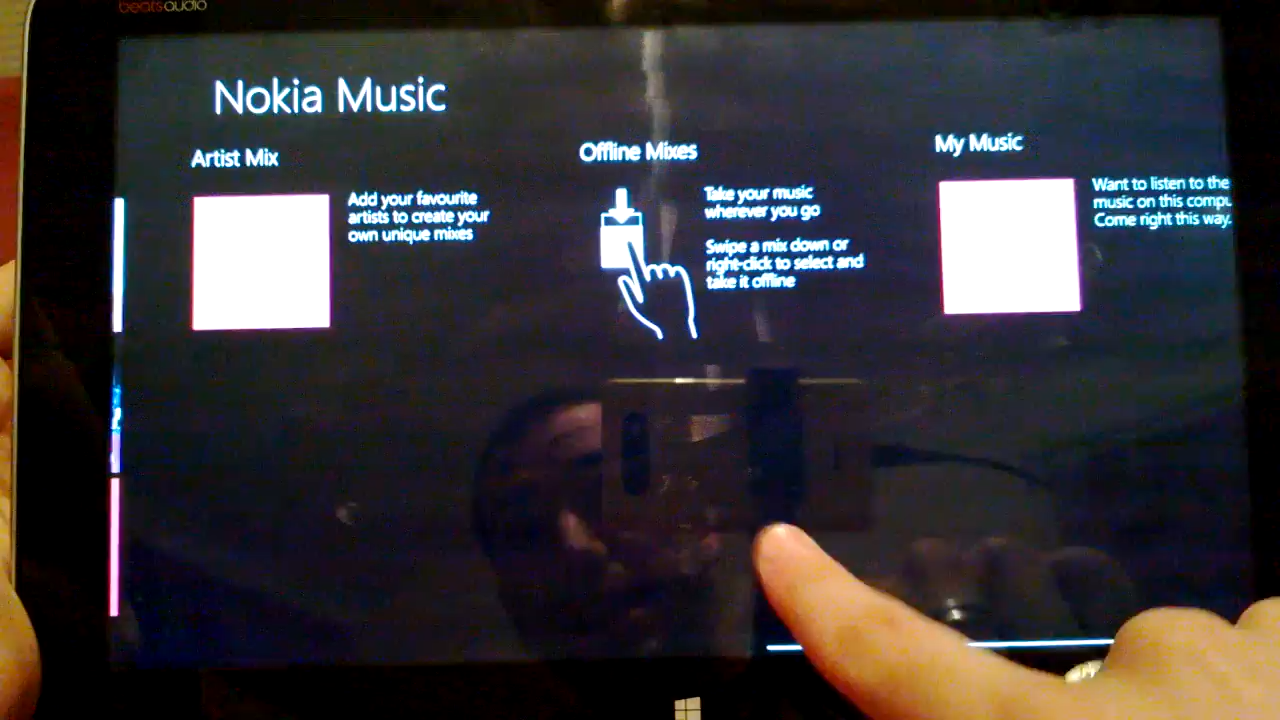 beatsaudio
Nokia Music
Artist Mix
Add your favourite
artists to create your
own unique mixes
Offline Mixes
Take your music
wherever you go
Swipe a mix down or
right-click to select and
take it offline
My Music
Want to listen to the
music on this compu
Come right this way.